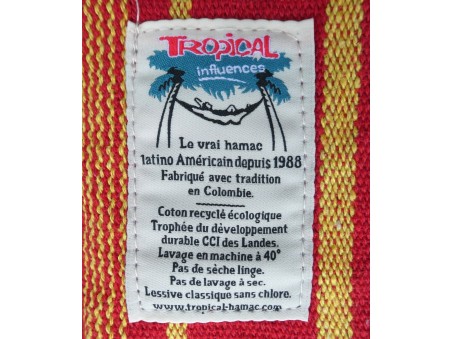 TROPICAL
influences
Le vrai hamac
latino Américain depuis 1988
Fabriqué avec tradition
en Colombie.
Coton recyclé écologique
Trophée du développement
durable CCI des Landes.
Lavage en machine à 40°
Pas de sèche linge.
Pas de lavage à sec.
Lessive classique sans chlore.
www.tropical-hamac.com